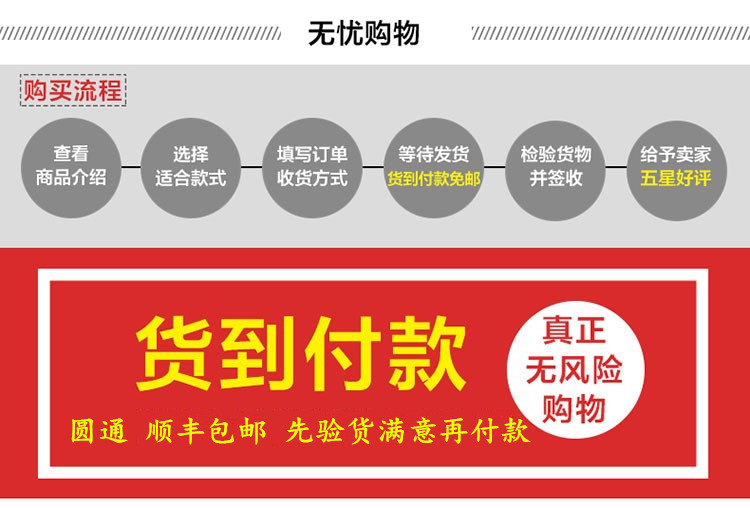 无忧购物
购买流程
查看
商品介绍
选择
适合款式
填写订单
收货方式
等待发货
货到付款免邮
检验货物
并签收
给予卖家
五星好评
货到付款
真正
无风险
购物
圆通 顺丰包邮 先验货满意再付款